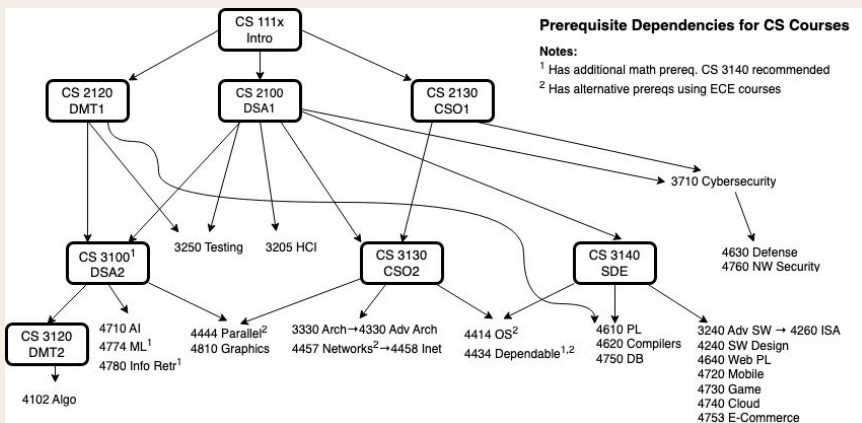 CS 111x
Intro
Prerequisite Dependencies for CS Courses
Notes:
1 Has additional math prereq. CS 3140 recommended
2 Has alternative prereqs using ECE courses
CS 2120
DMT1
CS 2100
DSA1
CS 2130
CSO1
3710 Cybersecurity
CS 3100¹
DSA2
3250 Testing
3205 HCI
CS 3130
CSO2
CS 3140
SDE
4630 Defense
4760 NW Security
CS 3120
DMT2
4710 AI
4774 ML¹
4780 Info Retr¹
4444 Parallel²
4810 Graphics
3330 Arch→4330 Adv Arch
4457 Networks²→4458 Inet
4414 OS²
4434 Dependable¹,²
4610 PL
4620 Compilers
4750 DB
3240 Adv SW → 4260 ISA
4240 SW Design
4640 Web PL
4720 Mobile
4730 Game
4740 Cloud
4753 E-Commerce
4102 Algo